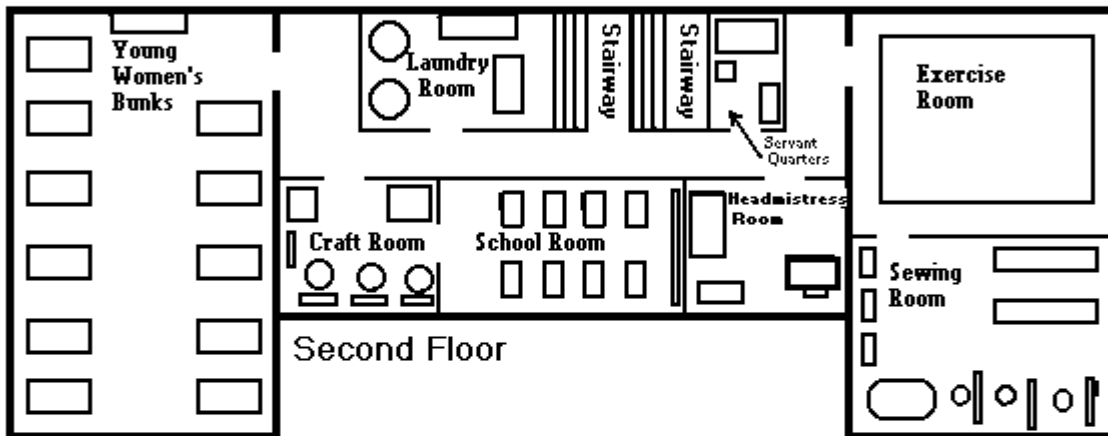 Young
Women's
Bunks
Laundry
Room
Stairway
Stairway
Servant
Quarters
Exercise
Room
Craft Room
School Room
Headmistress
Room
Sewing
Room
Second Floor